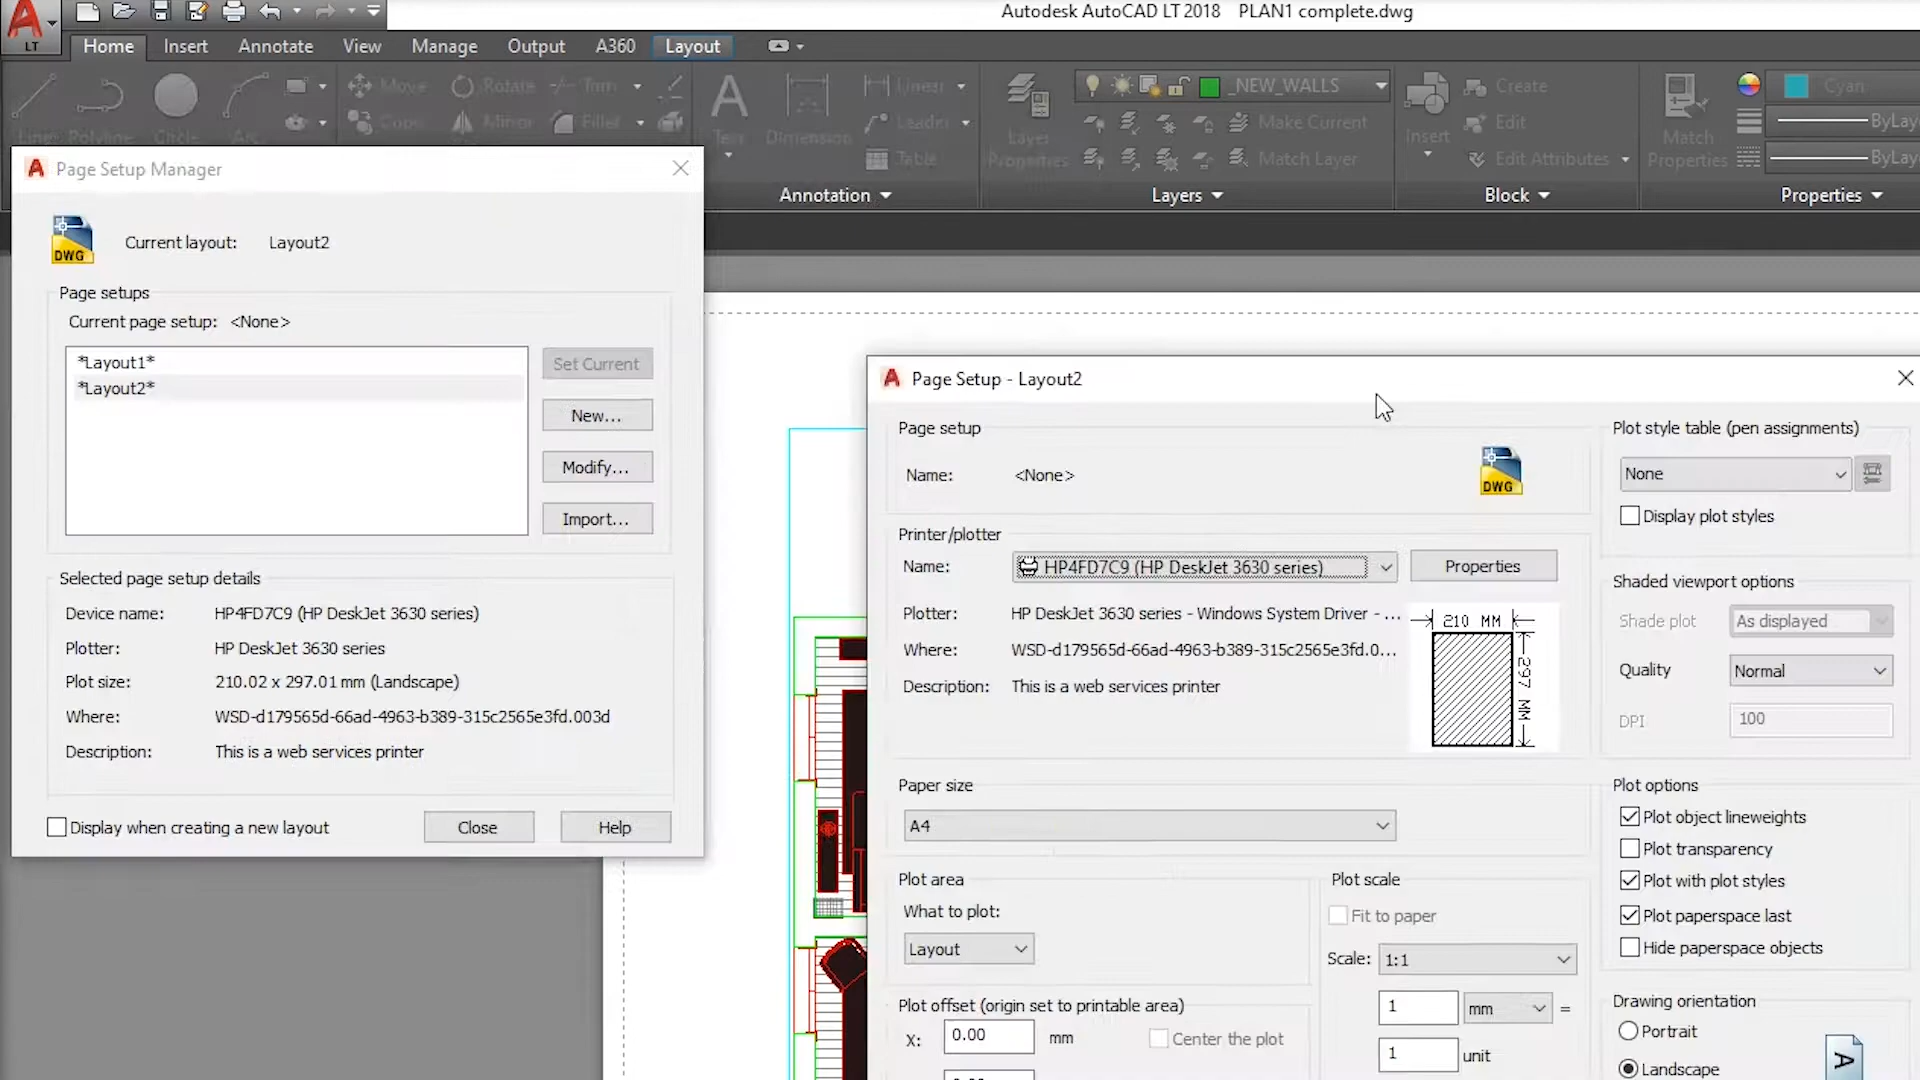 Autodesk AutoCAD LT 2018 PLAN1 complete.dwg
LT
Home Insert Annotate View Manage Output A360 Layout
Move Rotate Trim Linear _NEW_WALLS Create Cyan
Copy Mirror Fillet Leader Make Current Edit ByLay
Line Polyline Circle Arc Text Dimension Table Layer Properties Match Layer Insert Edit Attributes Match Properties ByLay
Annotation Layers Block Properties
Page Setup Manager
DWG
Current layout: Layout2
Page setups
Current page setup: <None>
*Layout1*
*Layout2*
Set Current
New...
Modify...
Import...
Selected page setup details
Device name: HP4FD7C9 (HP DeskJet 3630 series)
Plotter: HP DeskJet 3630 series
Plot size: 210.02 x 297.01 mm (Landscape)
Where: WSD-d179565d-66ad-4963-b389-315c2565e3fd.003d
Description: This is a web services printer
Display when creating a new layout
Close
Help
Page Setup - Layout2
Page setup
Name: <None>
DWG
Printer/plotter
Name: HP4FD7C9 (HP DeskJet 3630 series)
Properties
Plotter: HP DeskJet 3630 series - Windows System Driver - ...
Where: WSD-d179565d-66ad-4963-b389-315c2565e3fd.0...
Description: This is a web services printer
210 MM
297 MM
Paper size
A4
Plot area
What to plot:
Layout
Plot offset (origin set to printable area)
X: 0.00 mm
Center the plot
Plot scale
Fit to paper
Scale: 1:1
1 mm =
1 unit
Plot style table (pen assignments)
None
Display plot styles
Shaded viewport options
Shade plot As displayed
Quality Normal
DPI 100
Plot options
Plot object lineweights
Plot transparency
Plot with plot styles
Plot paperspace last
Hide paperspace objects
Drawing orientation
Portrait
Landscape
A